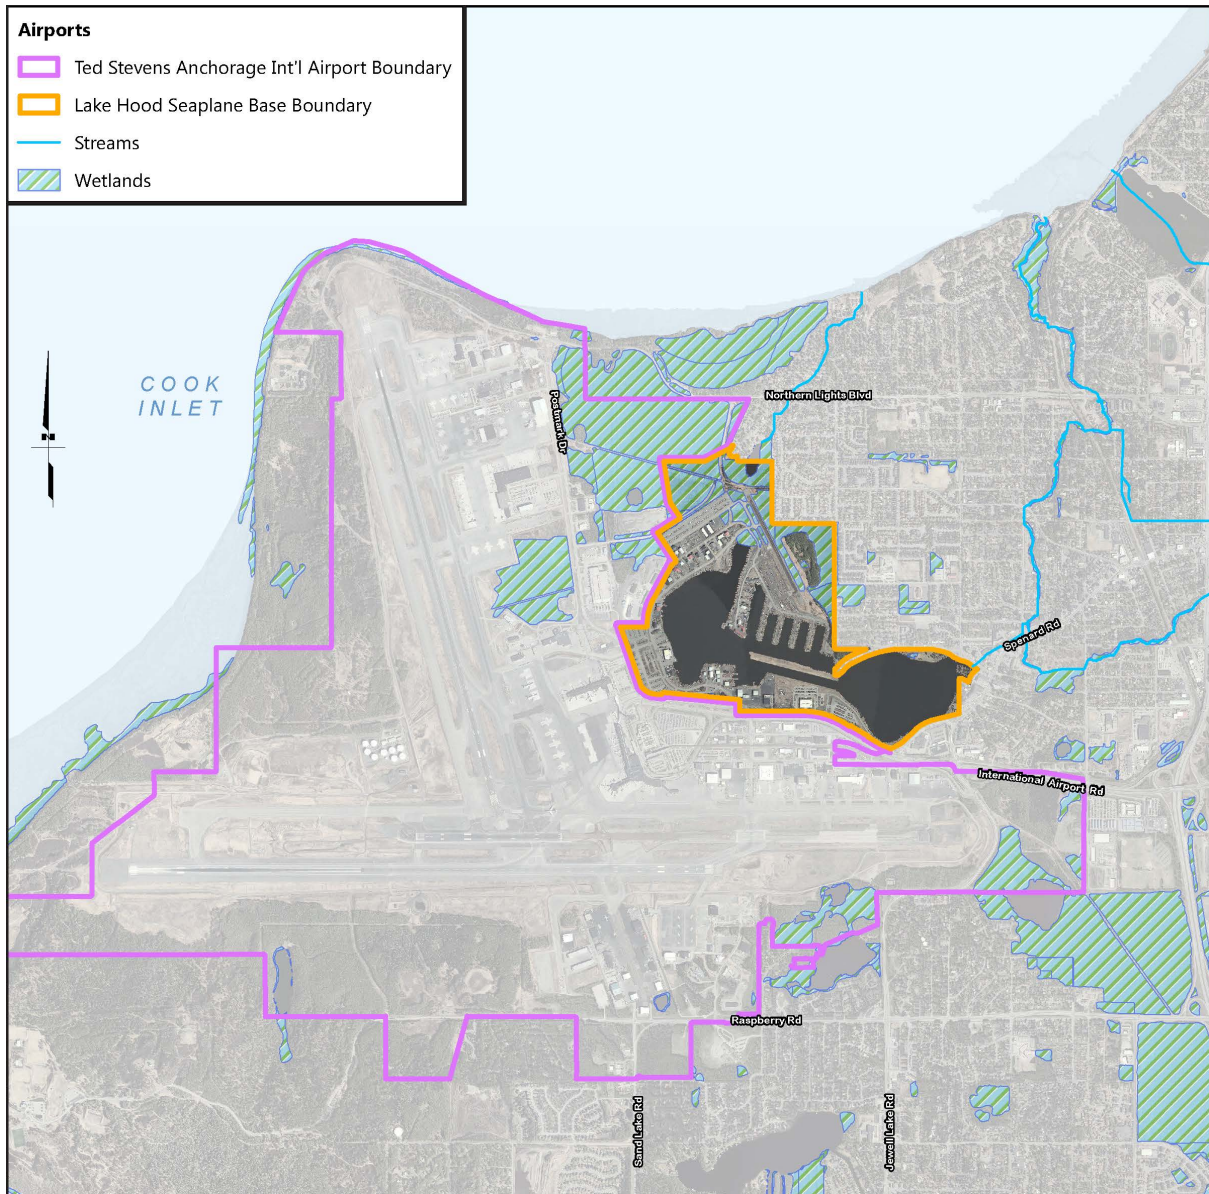 Airports
Ted Stevens Anchorage Int'l Airport Boundary
Lake Hood Seaplane Base Boundary
Streams
Wetlands
COOK
INLET
N
Postmark Dr
Northern Lights Blvd
Spenard Rd
International Airport Rd
Raspberry Rd
Sand Lake Rd
Jewell Lake Rd